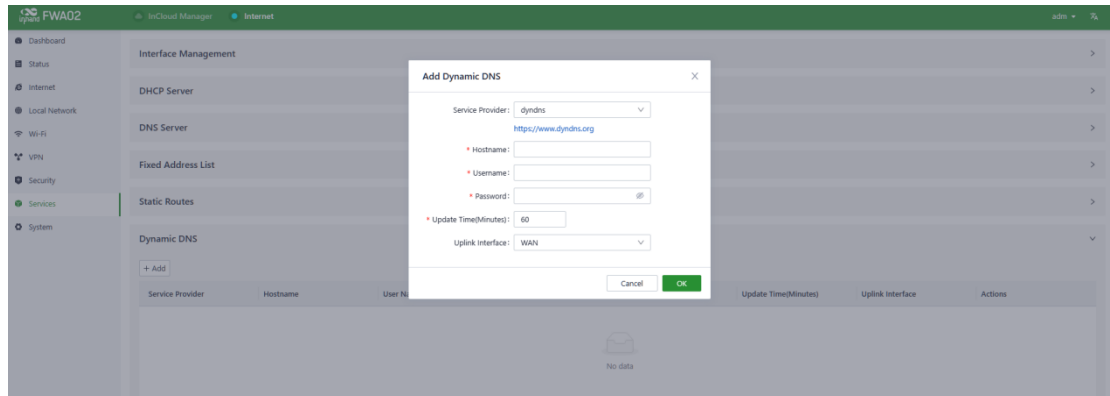 inhand FWA02
InCloud Manager
Internet
adm
Dashboard
Status
Internet
Local Network
Wi-Fi
VPN
Security
Services
System
Interface Management
DHCP Server
DNS Server
Fixed Address List
Static Routes
Dynamic DNS
+ Add
Service Provider Hostname User Na Update Time(Minutes) Uplink Interface Actions
No data
Add Dynamic DNS
Service Provider: dyndns
https://www.dyndns.org
* Hostname:
* Username:
* Password:
* Update Time(Minutes): 60
Uplink Interface: WAN
Cancel OK